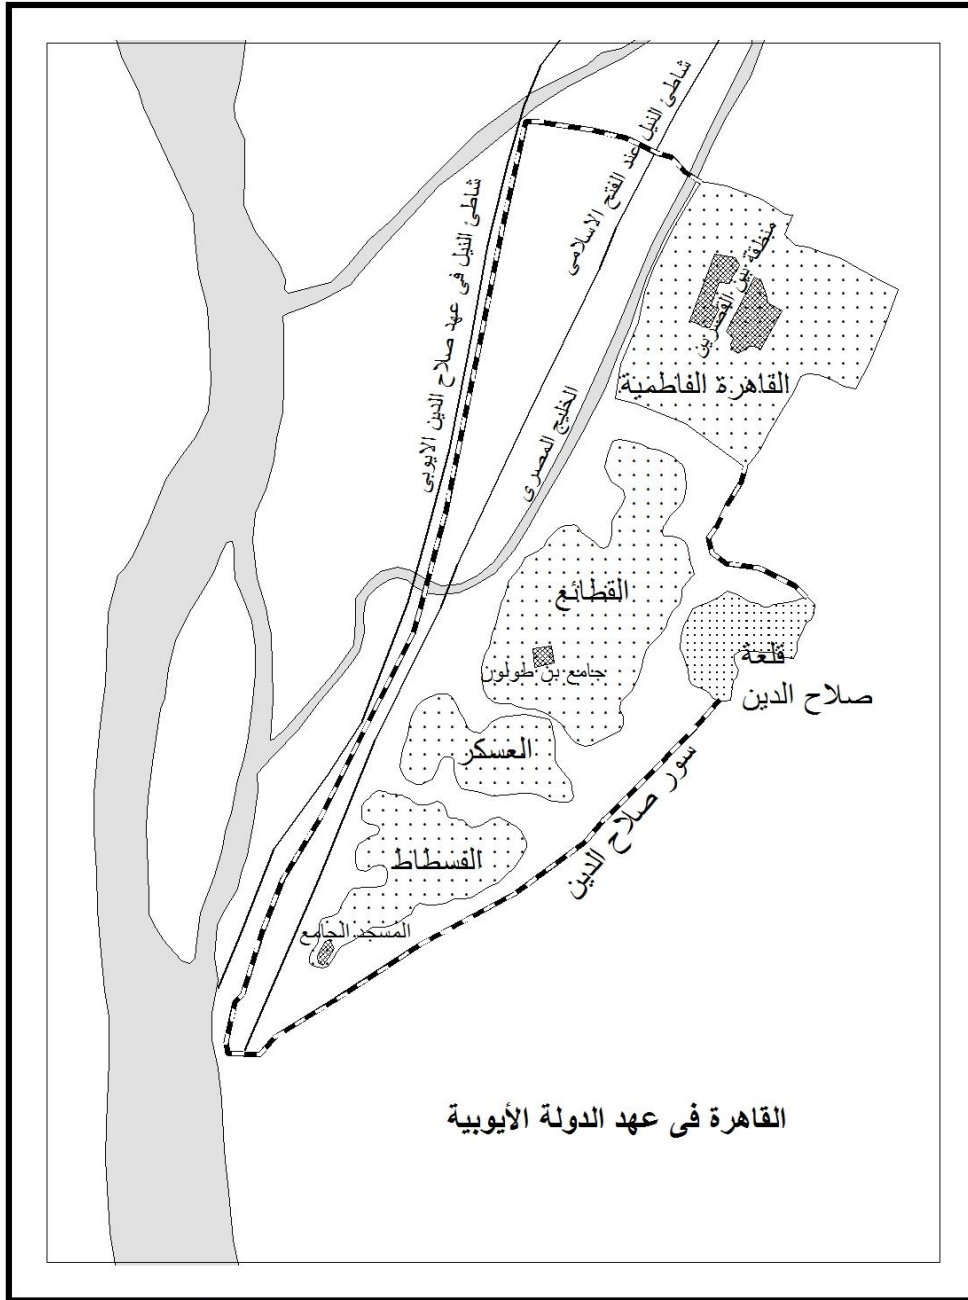 شاطئ النيل عند الفتح الاسلامى
شاطئ النيل فى عهد صلاح الدين الايوبى
منطقة بين القصرين
القاهرة الفاطمية
الخليج المصرى
القطائع
جامع بن طولون
قلعة
صلاح الدين
العسكر
سور صلاح الدين
الفسطاط
المسجد الجامع
القاهرة فى عهد الدولة الأيوبية